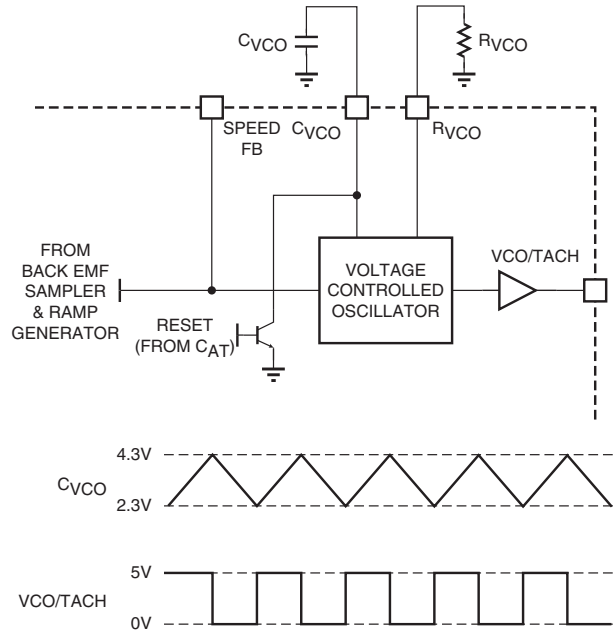 CVCO
RVCO
SPEED
FB
CVCO
RVCO
FROM
BACK EMF
SAMPLER
& RAMP
GENERATOR
RESET
(FROM CAT)
VOLTAGE
CONTROLLED
OSCILLATOR
VCO/TACH
4.3V
CVCO
2.3V
5V
VCO/TACH
0V